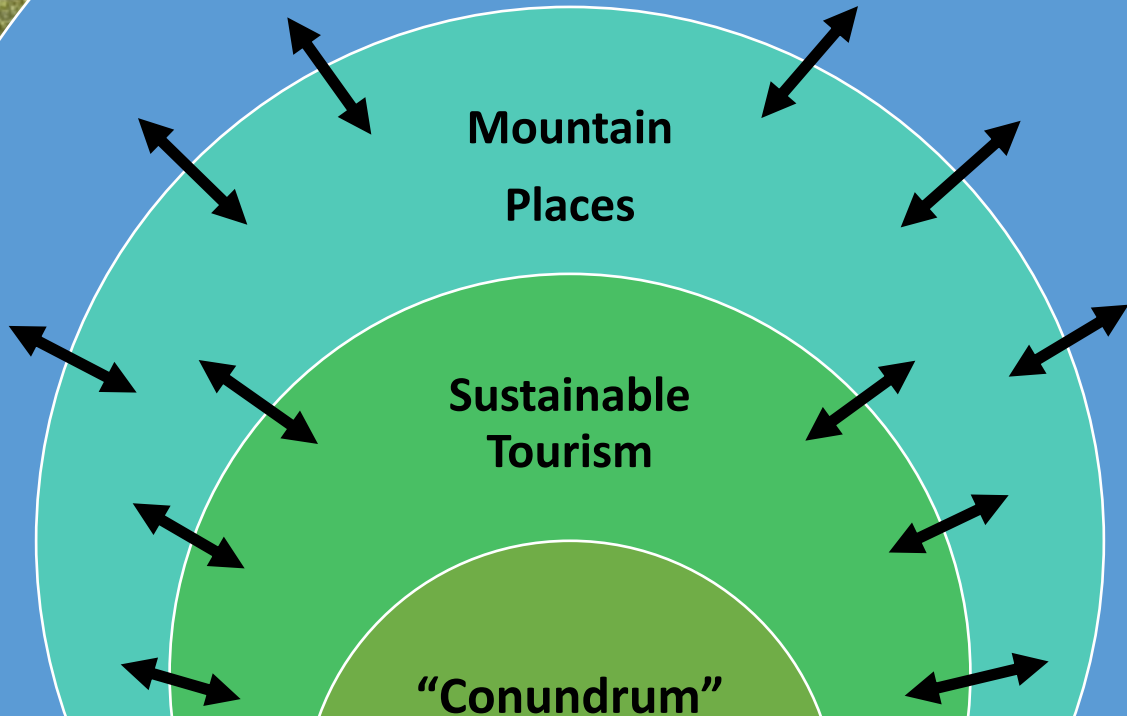 Mountain
Places
Sustainable
Tourism
“Conundrum”